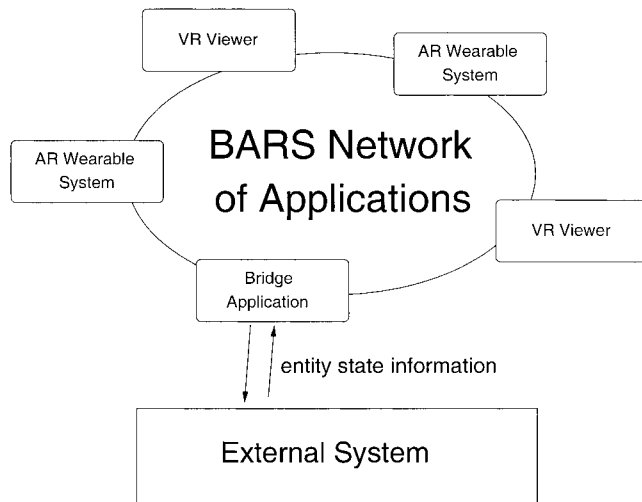 VR Viewer
AR Wearable
System
BARS Network
of Applications
AR Wearable
System
VR Viewer
Bridge
Application
entity state information
External System